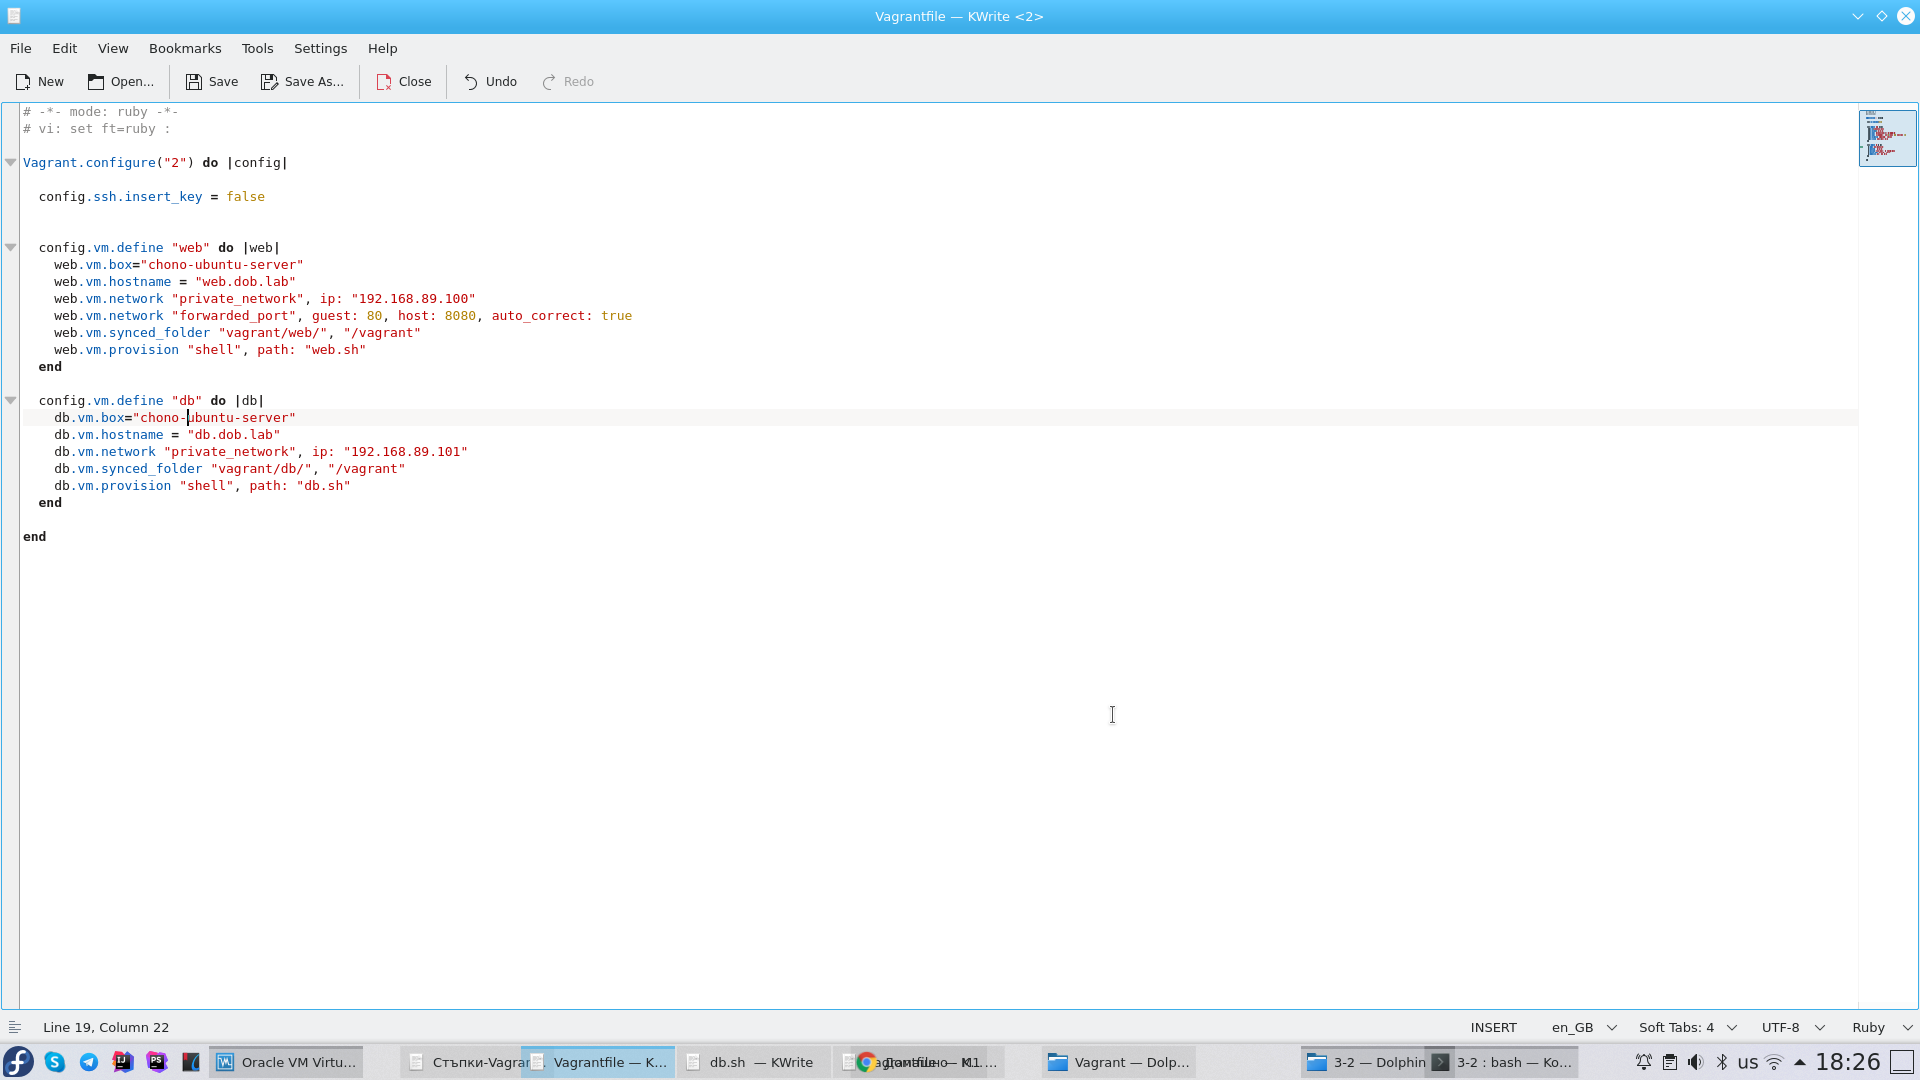 Vagrantfile — KWrite <2>
File Edit View Bookmarks Tools Settings Help
New Open... Save Save As... Close Undo Redo
# -*- mode: ruby -*-
# vi: set ft=ruby :
Vagrant.configure("2") do |config|
config.ssh.insert_key = false
config.vm.define "web" do |web|
web.vm.box="chono-ubuntu-server"
web.vm.hostname = "web.dob.lab"
web.vm.network "private_network", ip: "192.168.89.100"
web.vm.network "forwarded_port", guest: 80, host: 8080, auto_correct: true
web.vm.synced_folder "vagrant/web/", "/vagrant"
web.vm.provision "shell", path: "web.sh"
end
config.vm.define "db" do |db|
db.vm.box="chono-ubuntu-server"
db.vm.hostname = "db.dob.lab"
db.vm.network "private_network", ip: "192.168.89.101"
db.vm.synced_folder "vagrant/db/", "/vagrant"
db.vm.provision "shell", path: "db.sh"
end
end
Line 19, Column 22 INSERT en_GB Soft Tabs: 4 UTF-8 Ruby
Oracle VM Virtu... Стъпки-Vagran Vagrantfile — K... db.sh — KWrite Vagrant — Dolp... 3-2 — Dolphin 3-2 : bash — Ko... us 18:26